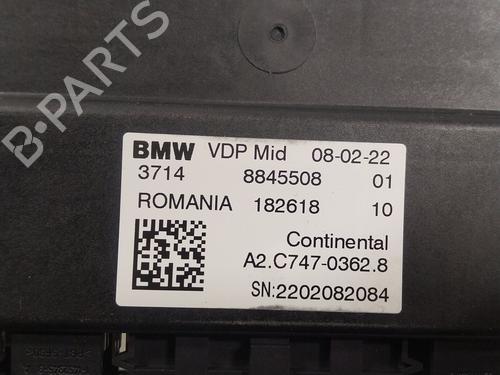 BMW VDP Mid 08-02-22
3714 8845508 01
ROMANIA 182618 10
Continental
A2.C747-0362.8
SN:2202082084